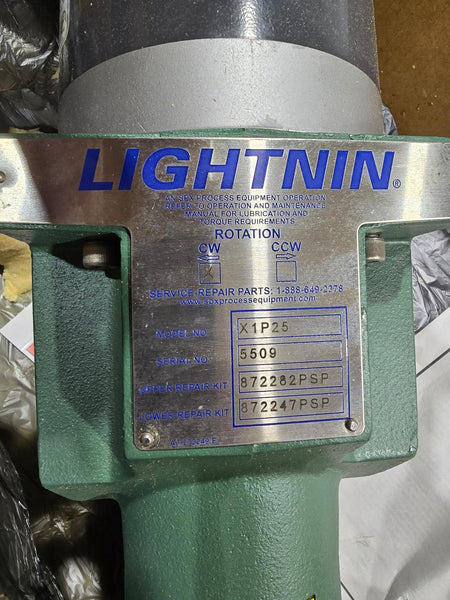 LIGHTNIN®
AN SPX PROCESS EQUIPMENT OPERATION
REFER TO OPERATION AND MAINTENANCE
MANUAL FOR LUBRICATION AND
TORQUE REQUIREMENTS.
ROTATION
CW CCW
X
SERVICE-REPAIR PARTS: 1-888-649-2378
www.spxprocessequipment.com
MODEL NO. X1P25
SERIAL NO. 5509
UPPER REPAIR KIT 872282PSP
LOWER REPAIR KIT 872247PSP